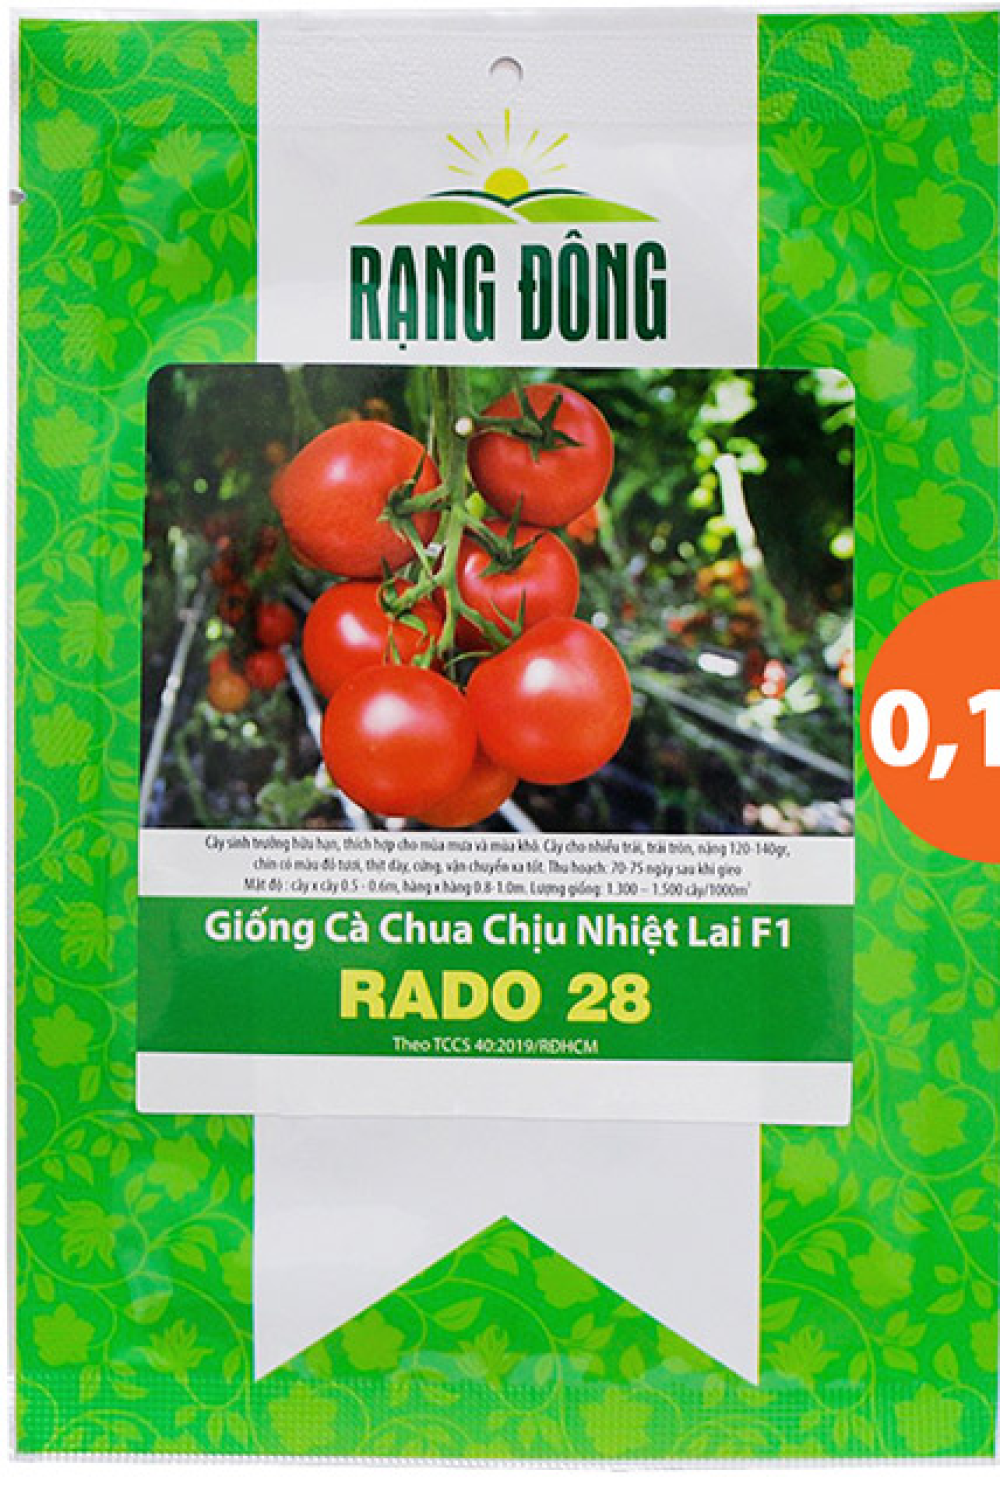 RẠNG ĐÔNG
Cây sinh trưởng hữu hạn, thích hợp cho mùa mưa và mùa khô. Cây cho nhiều trái, trái tròn, nặng 120-140gr,
chín có màu đỏ tươi, thịt dày, cứng, vận chuyển xa tốt. Thu hoạch: 70-75 ngày sau khi gieo
Mật độ : cây x cây 0.5 - 0.6m, hàng x hàng 0.8-1.0m. Lượng giống: 1.300 – 1.500 cây/1000m²
0,1
Giống Cà Chua Chịu Nhiệt Lai F1
RADO 28
Theo TCCS 40:2019/RĐHCM